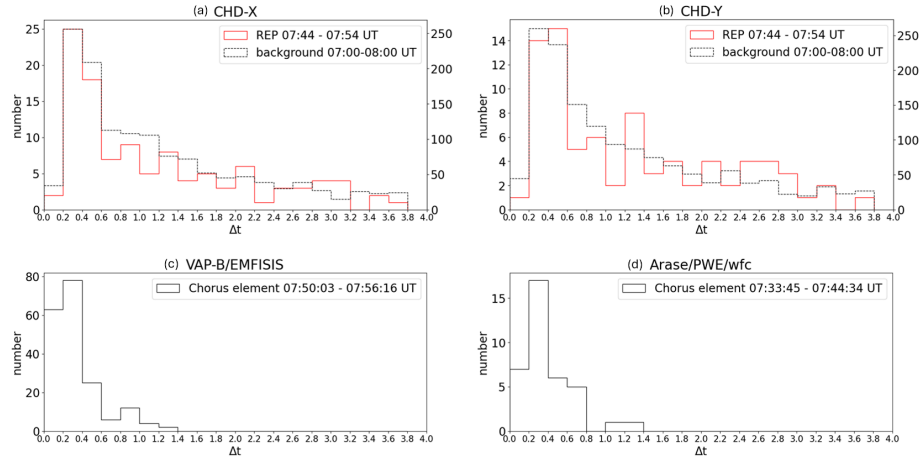 (a) CHD-X
REP 07:44 - 07:54 UT
background 07:00-08:00 UT
number
25
20
15
10
5
0
250
200
150
100
50
0
0.0 0.2 0.4 0.6 0.8 1.0 1.2 1.4 1.6 1.8 2.0 2.2 2.4 2.6 2.8 3.0 3.2 3.4 3.6 3.8 4.0
Δt
(b) CHD-Y
REP 07:44 - 07:54 UT
background 07:00-08:00 UT
number
14
12
10
8
6
4
2
0
250
200
150
100
50
0
0.0 0.2 0.4 0.6 0.8 1.0 1.2 1.4 1.6 1.8 2.0 2.2 2.4 2.6 2.8 3.0 3.2 3.4 3.6 3.8 4.0
Δt
(c) VAP-B/EMFISIS
Chorus element 07:50:03 - 07:56:16 UT
number
80
60
40
20
0
0.0 0.2 0.4 0.6 0.8 1.0 1.2 1.4 1.6 1.8 2.0 2.2 2.4 2.6 2.8 3.0 3.2 3.4 3.6 3.8 4.0
Δt
(d) Arase/PWE/wfc
Chorus element 07:33:45 - 07:44:34 UT
number
15
10
5
0
0.0 0.2 0.4 0.6 0.8 1.0 1.2 1.4 1.6 1.8 2.0 2.2 2.4 2.6 2.8 3.0 3.2 3.4 3.6 3.8 4.0
Δt